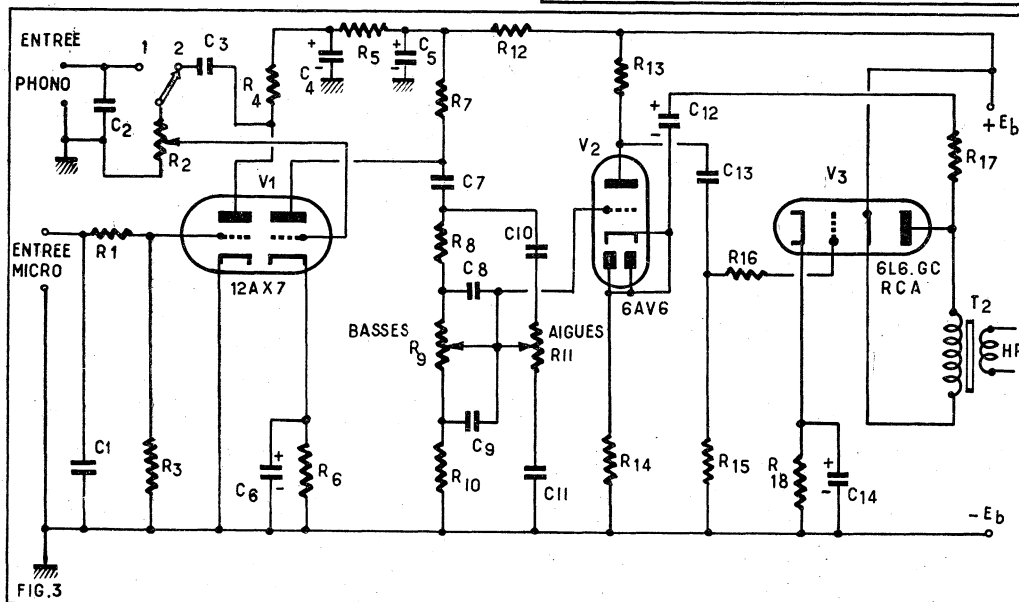 ENTREE
PHONO
1
2
C3
C2
R2
R4
C4
+
-
R5
C5
+
-
R12
R7
R13
C12
+
-
V1
12AX7
C7
V2
6AV6
C13
V3
6L6.GC
RCA
+Eb
R17
T2
HP
ENTREE
MICRO
R1
R3
C1
C6
+
-
R6
R8
C8
C10
BASSES
R9
AIGUES
R11
C9
R10
C11
R14
R16
R15
R18
C14
+
-
-Eb
FIG.3